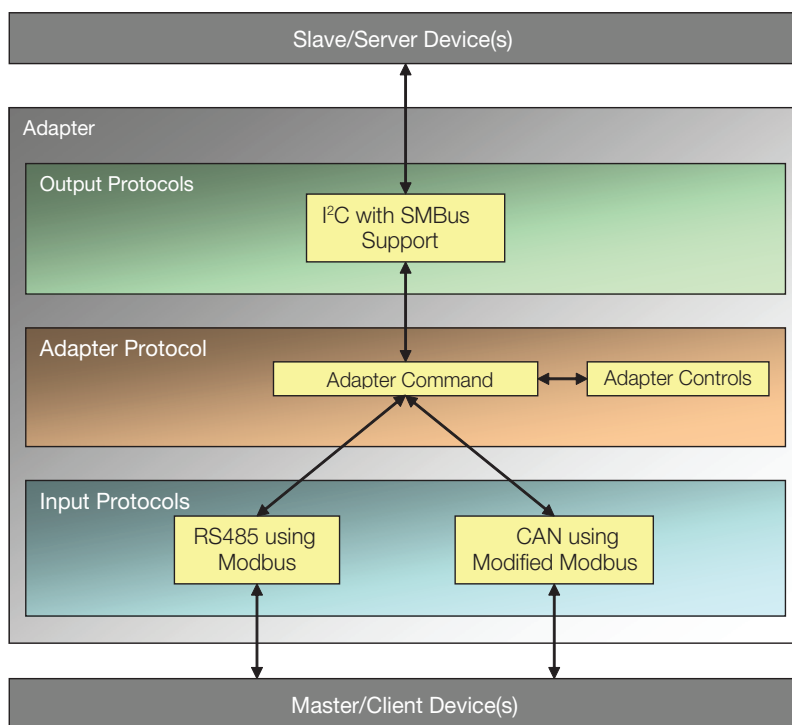 Slave/Server Device(s)
Adapter
Output Protocols
I²C with SMBus
Support
Adapter Protocol
Adapter Command
Adapter Controls
Input Protocols
RS485 using
Modbus
CAN using
Modified Modbus
Master/Client Device(s)